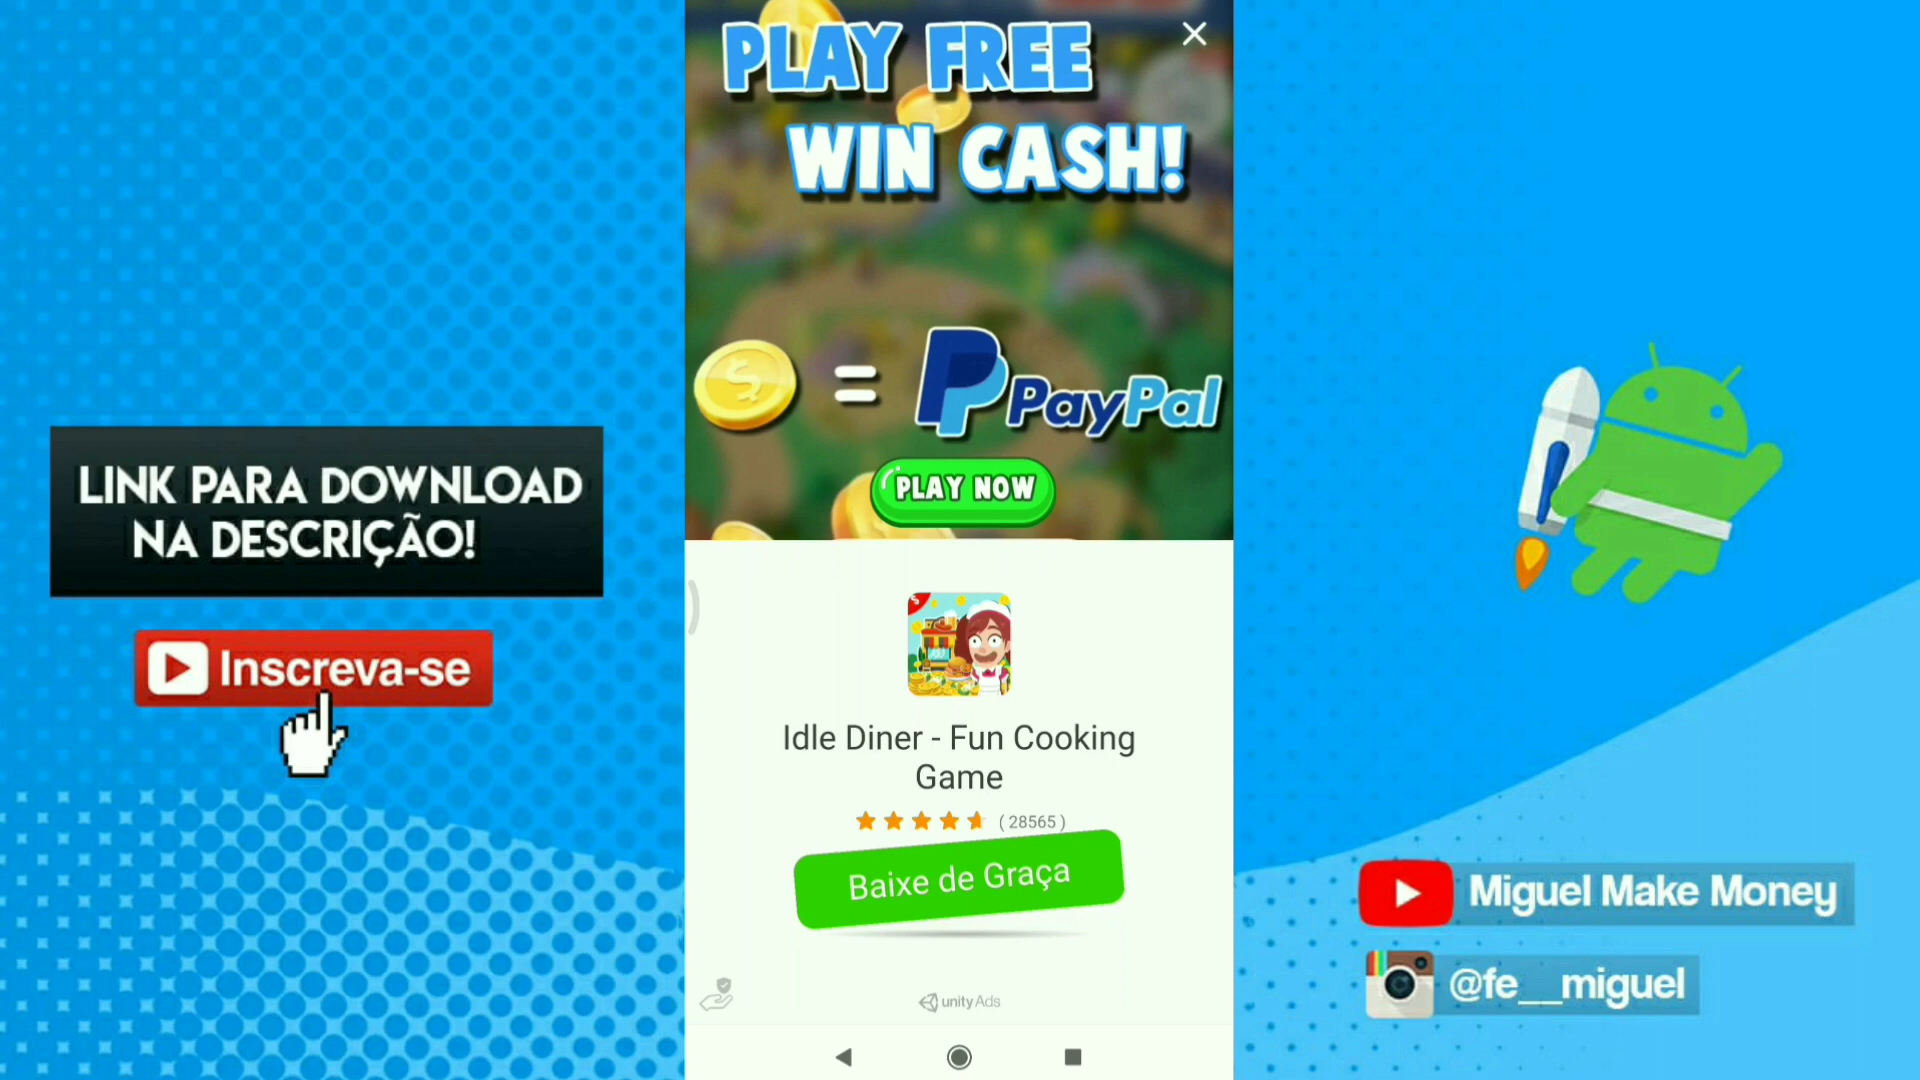 PLAY FREE
WIN CASH!
=
PayPal
PLAY NOW
LINK PARA DOWNLOAD
NA DESCRIÇÃO!
Inscreva-se
Idle Diner - Fun Cooking
Game
( 28565 )
Baixe de Graça
unity Ads
Miguel Make Money
@fe__miguel